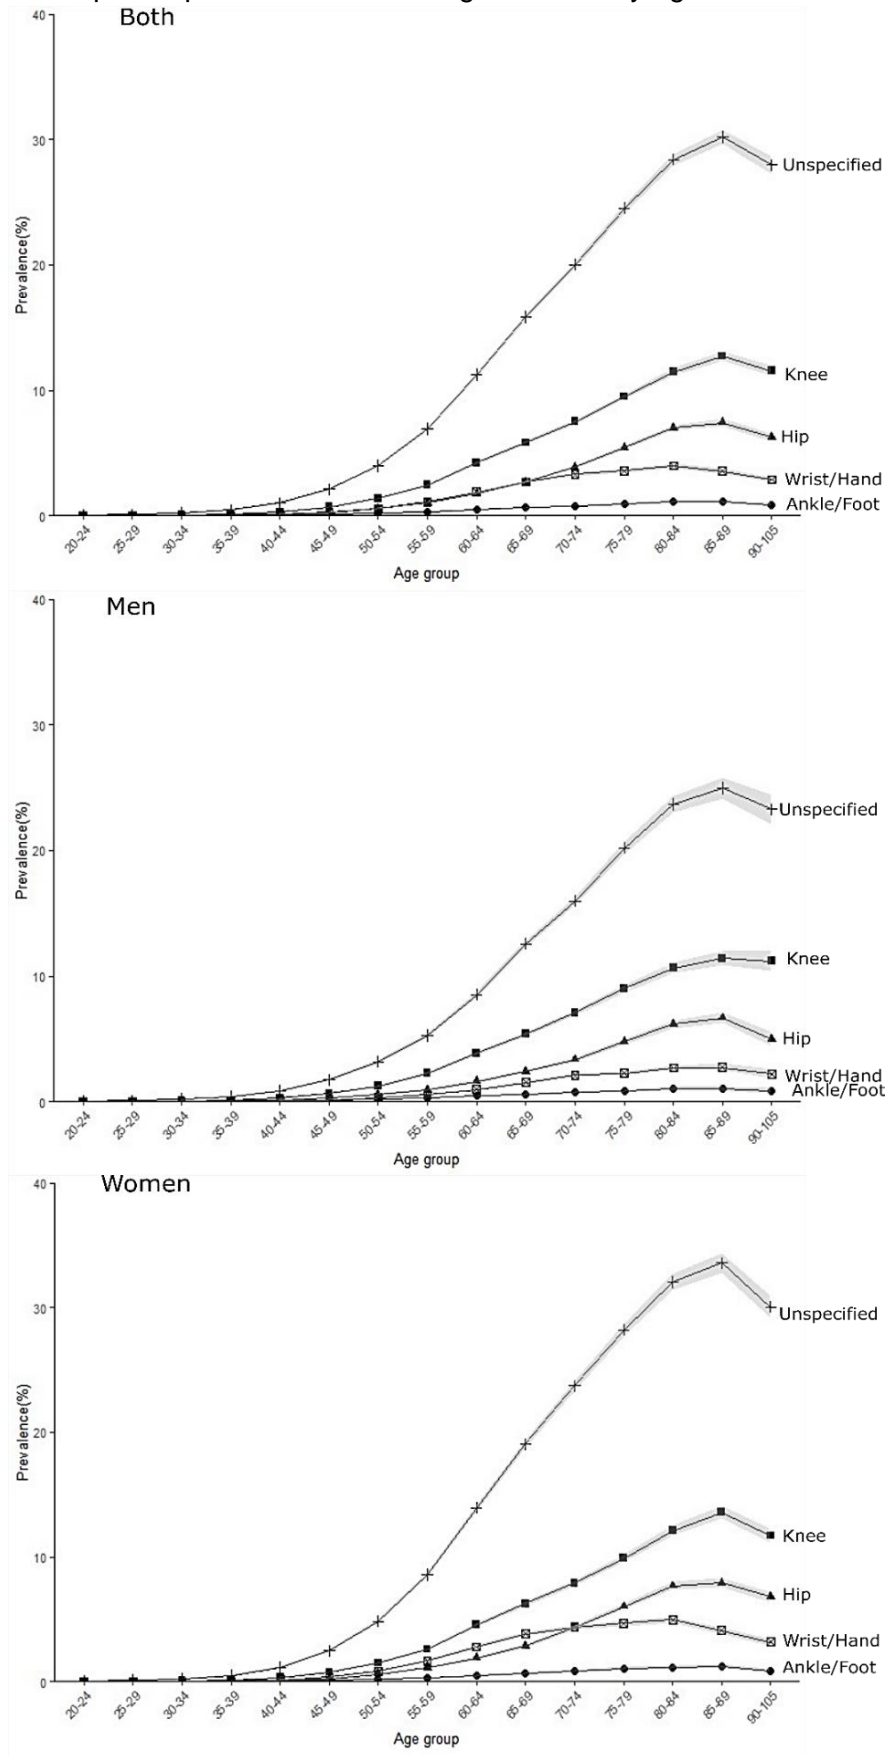 Both
40
30
20
10
0
Prevalence(%)
Unspecified
Knee
Hip
Wrist/Hand
Ankle/Foot
20-24
25-29
30-34
35-39
40-44
45-49
50-54
55-59
60-64
65-69
70-74
75-79
80-84
85-89
90-105
Age group
Men
40
30
20
10
0
Prevalence(%)
Unspecified
Knee
Hip
Wrist/Hand
Ankle/Foot
20-24
25-29
30-34
35-39
40-44
45-49
50-54
55-59
60-64
65-69
70-74
75-79
80-84
85-89
90-105
Age group
Women
40
30
20
10
0
Prevalence(%)
Unspecified
Knee
Hip
Wrist/Hand
Ankle/Foot
20-24
25-29
30-34
35-39
40-44
45-49
50-54
55-59
60-64
65-69
70-74
75-79
80-84
85-89
90-105
Age group